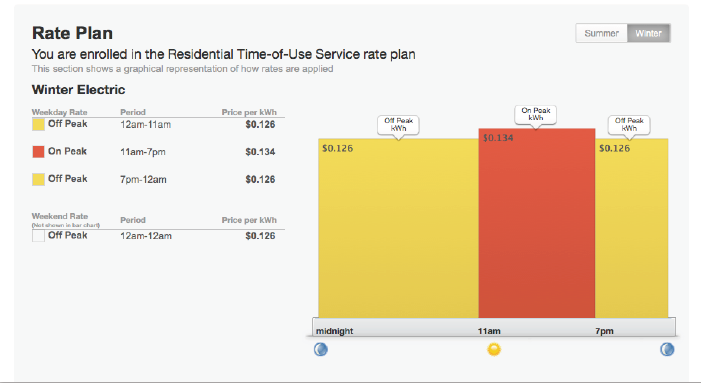 Rate Plan
Summer Winter
You are enrolled in the Residential Time-of-Use Service rate plan
This section shows a graphical representation of how rates are applied
Winter Electric
Weekday Rate Period Price per kWh
Off Peak 12am-11am $0.126
On Peak 11am-7pm $0.134
Off Peak 7pm-12am $0.126
Weekend Rate Period Price per kWh
(Not shown in bar chart)
Off Peak 12am-12am $0.126
Off Peak
kWh
On Peak
kWh
Off Peak
kWh
$0.126 $0.134 $0.126
midnight 11am 7pm